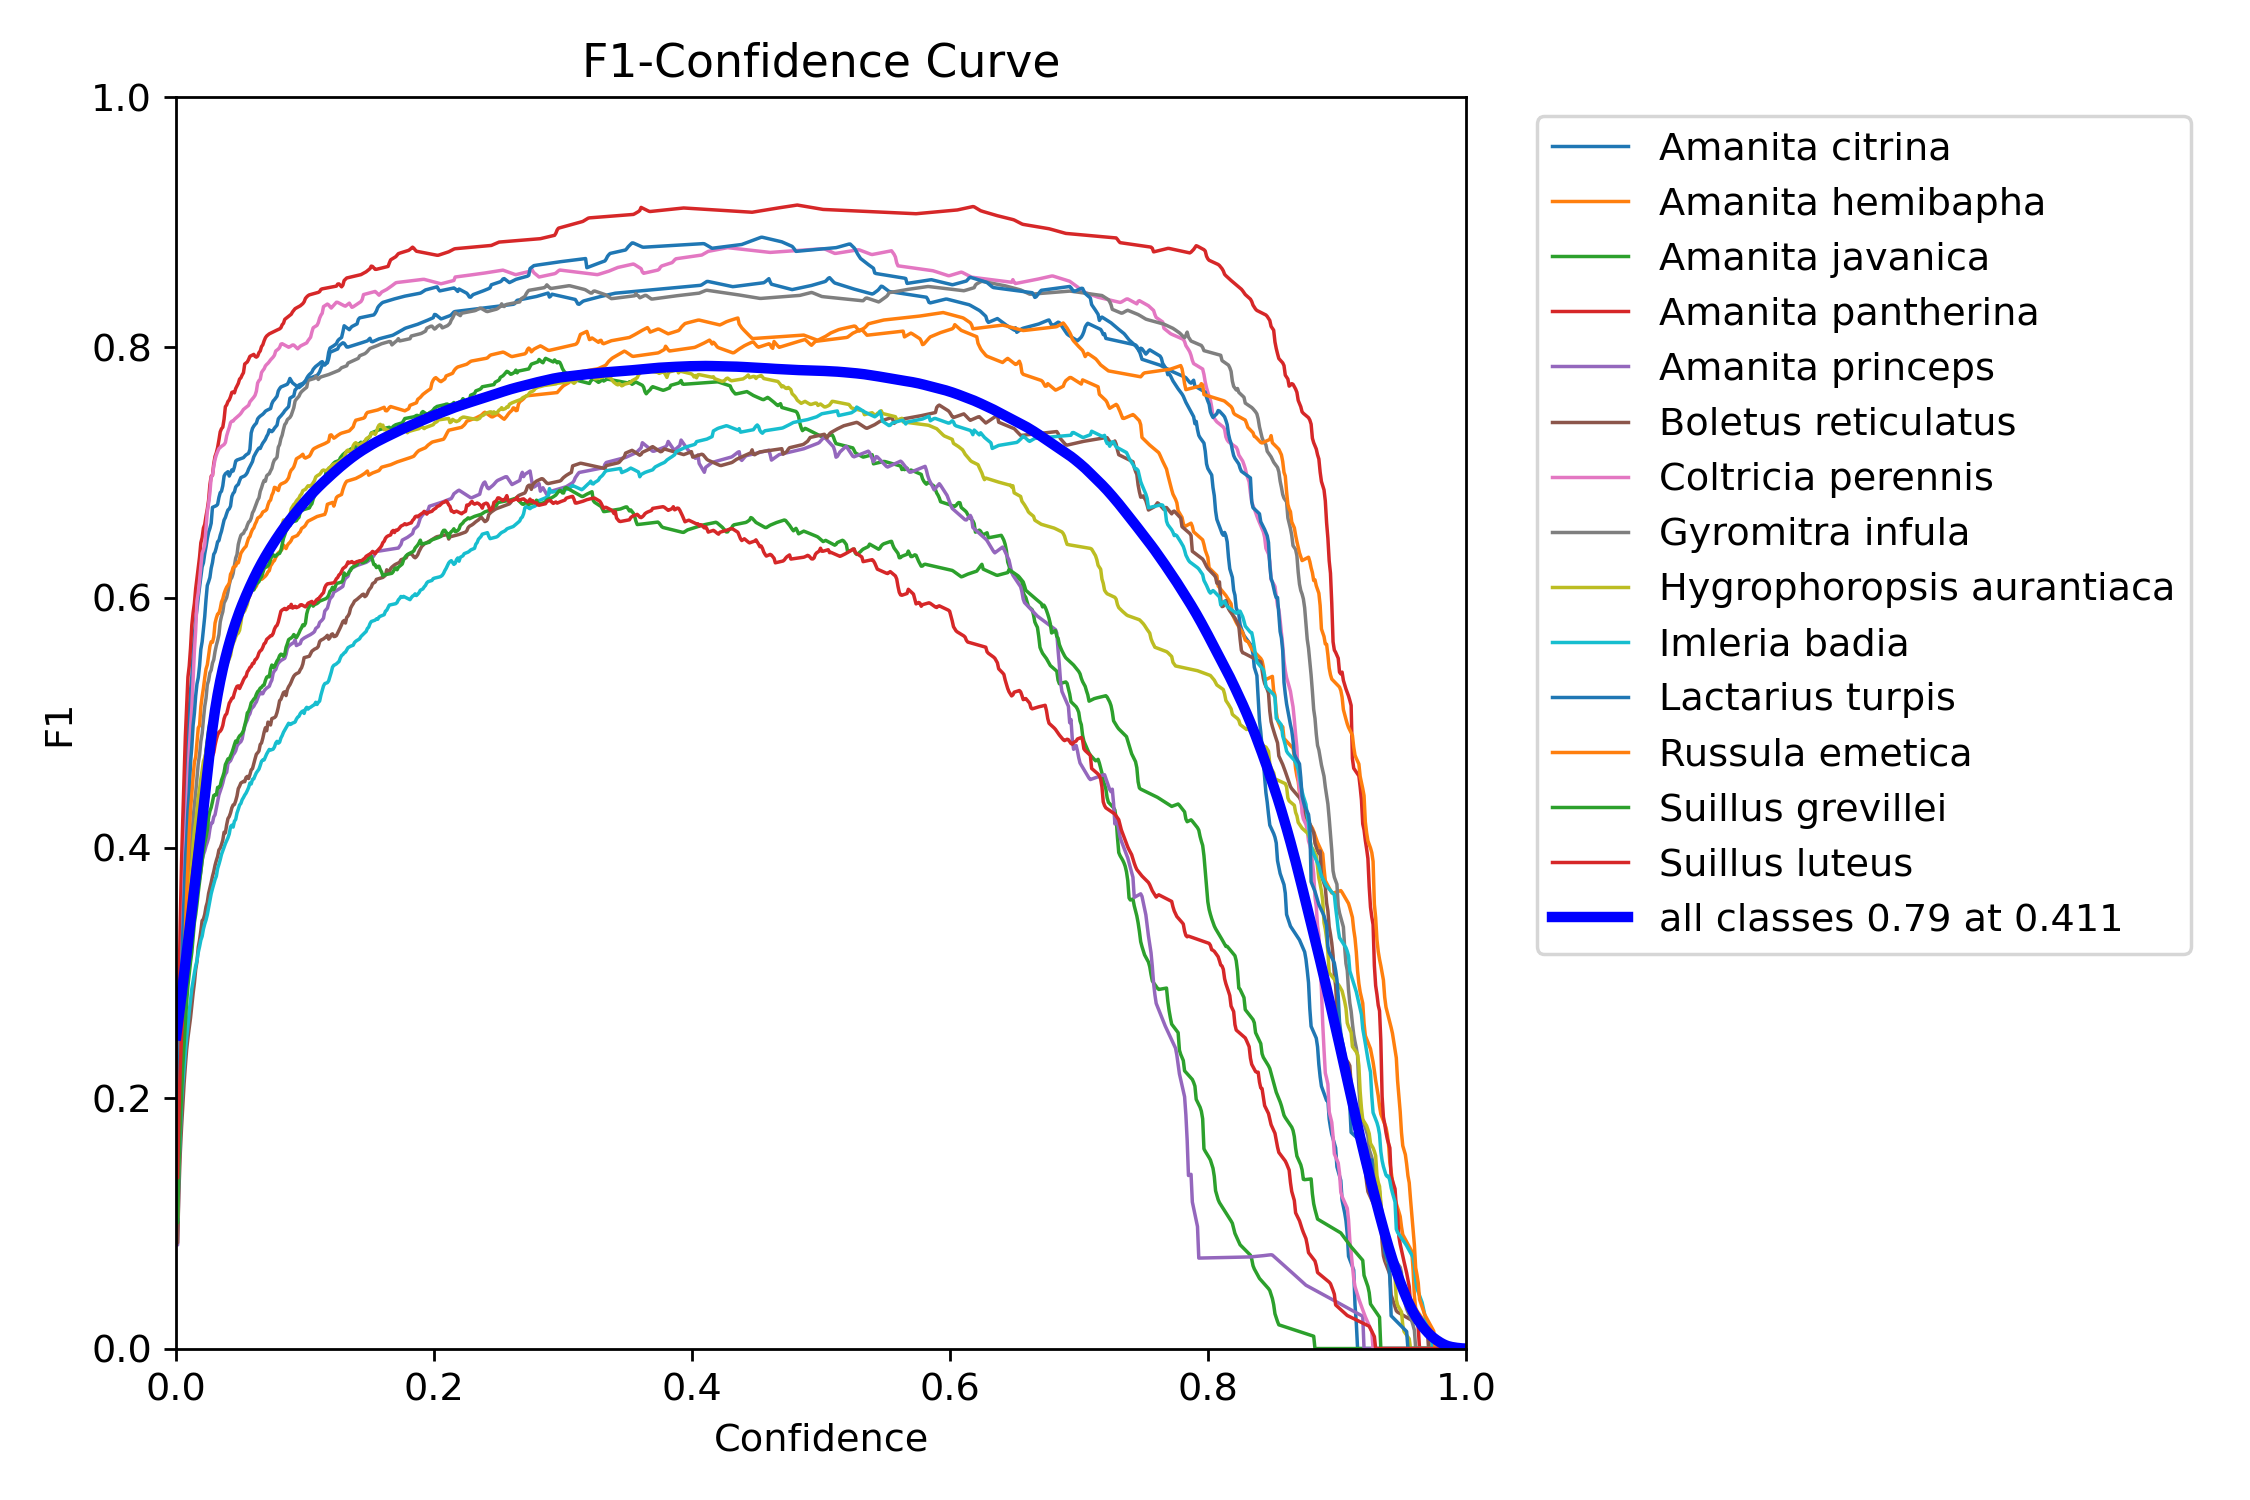 F1-Confidence Curve
1.0
0.8
0.6
0.4
0.2
0.0
F1
0.0 0.2 0.4 0.6 0.8 1.0
Confidence
Amanita citrina
Amanita hemibapha
Amanita javanica
Amanita pantherina
Amanita princeps
Boletus reticulatus
Coltricia perennis
Gyromitra infula
Hygrophoropsis aurantiaca
Imleria badia
Lactarius turpis
Russula emetica
Suillus grevillei
Suillus luteus
all classes 0.79 at 0.411